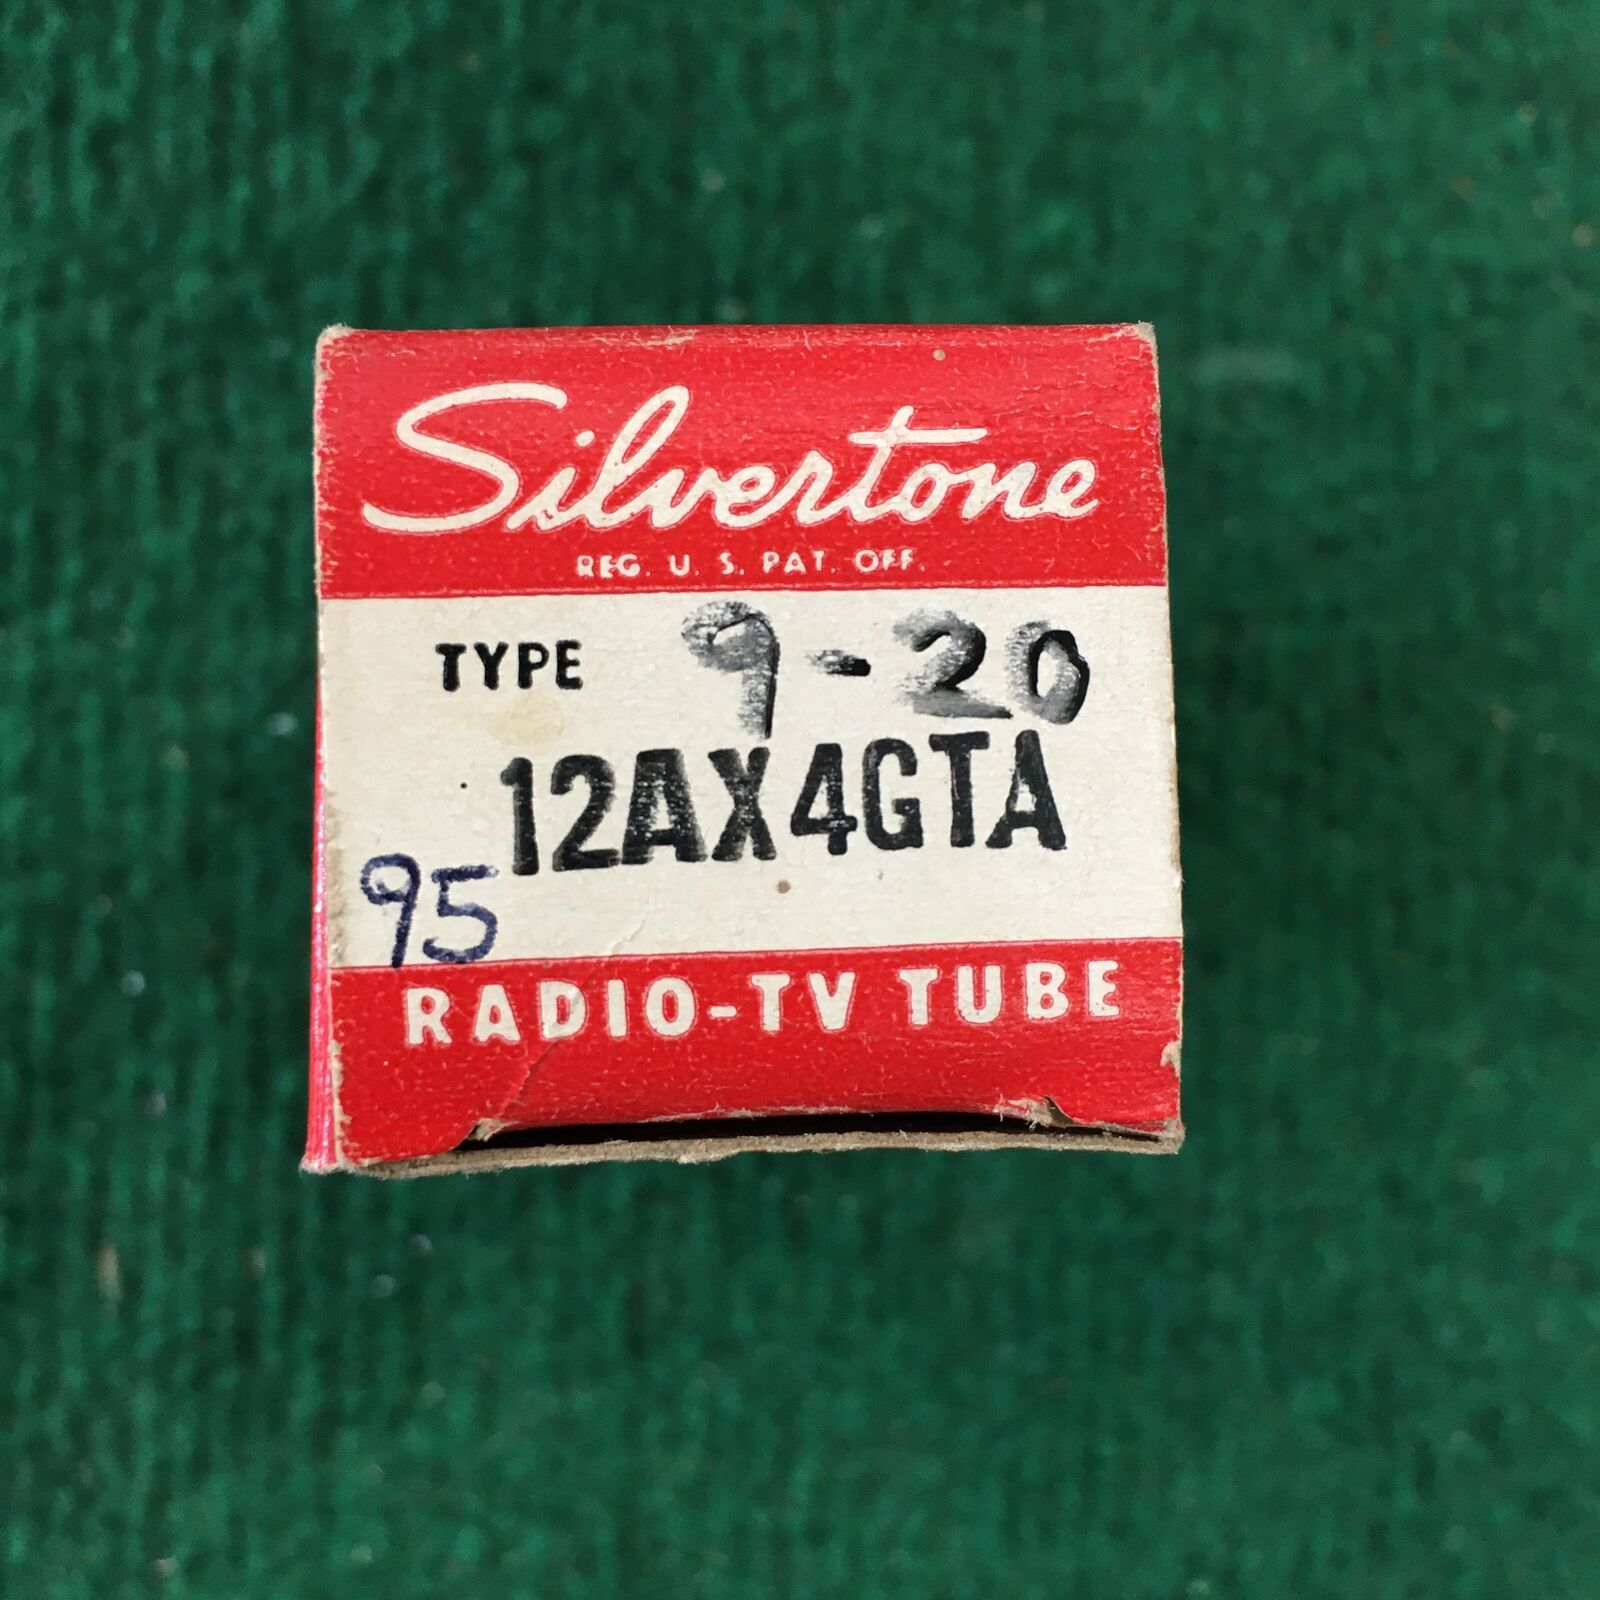 Silvertone
REG. U. S. PAT. OFF.
TYPE 9-20
12AX4GTA
95
RADIO-TV TUBE